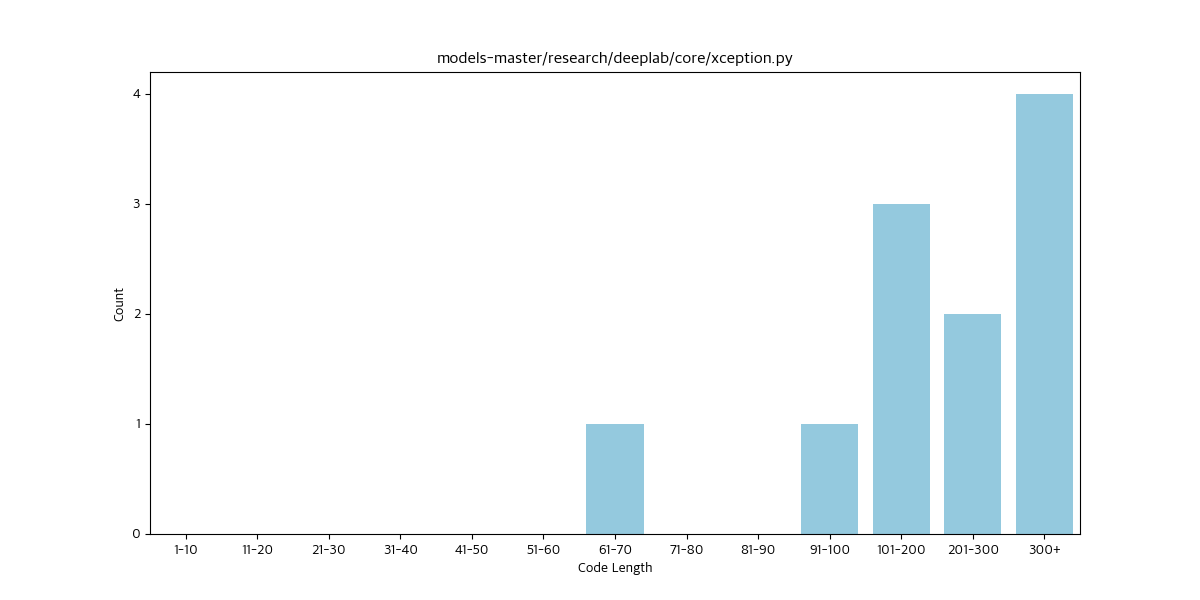 models-master/research/deeplab/core/xception.py
Count
4
3
2
1
0
1-10 11-20 21-30 31-40 41-50 51-60 61-70 71-80 81-90 91-100 101-200 201-300 300+
Code Length